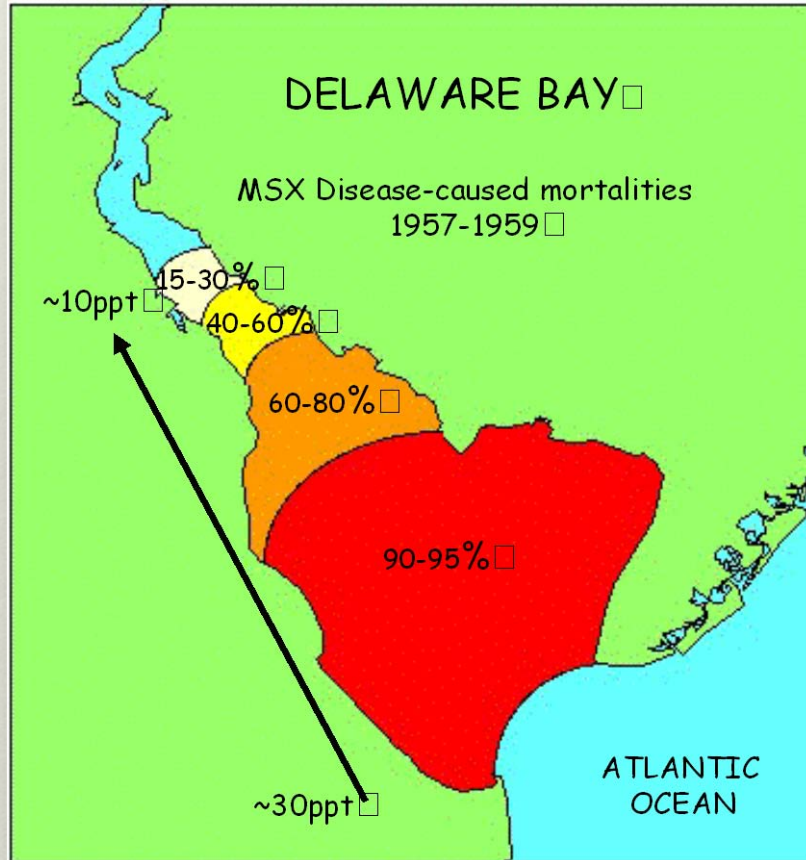 DELAWARE BAY□
MSX Disease-caused mortalities
1957-1959□
15-30%□
~10ppt□
40-60%□
60-80%□
90-95%□
~30ppt□
ATLANTIC
OCEAN